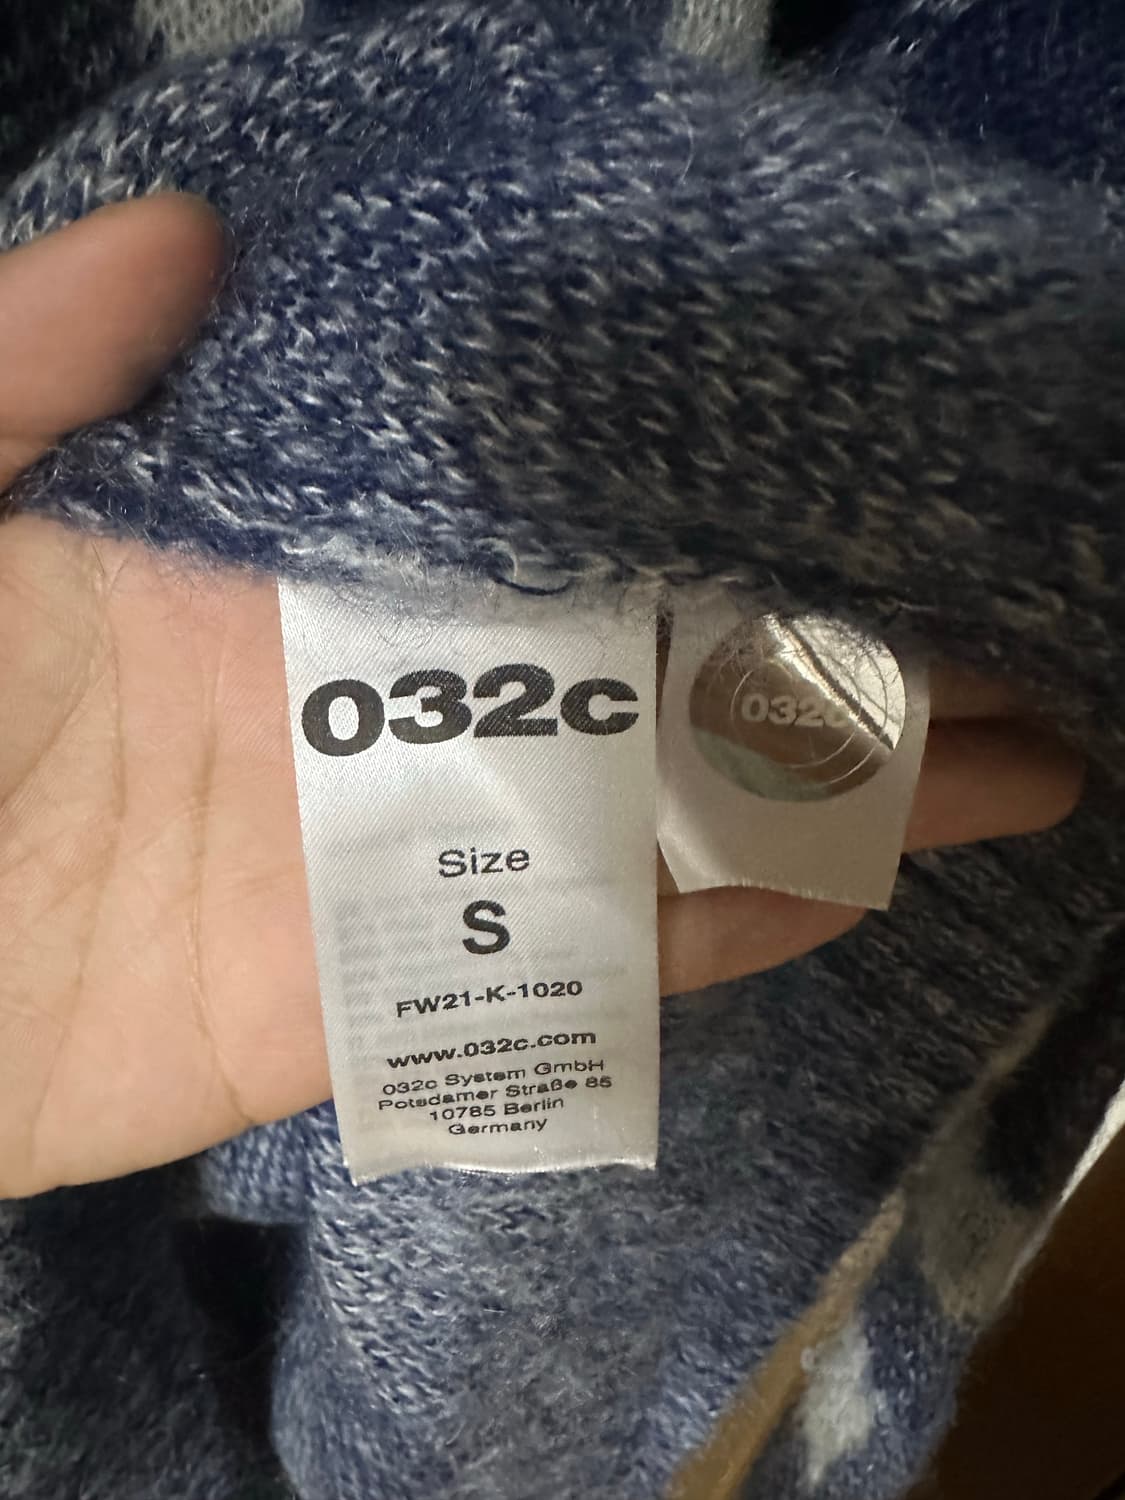 032c
Size
S
FW21-K-1020
www.032c.com
032c System GmbH
Potsdamer Straße 85
10785 Berlin
Germany
032c